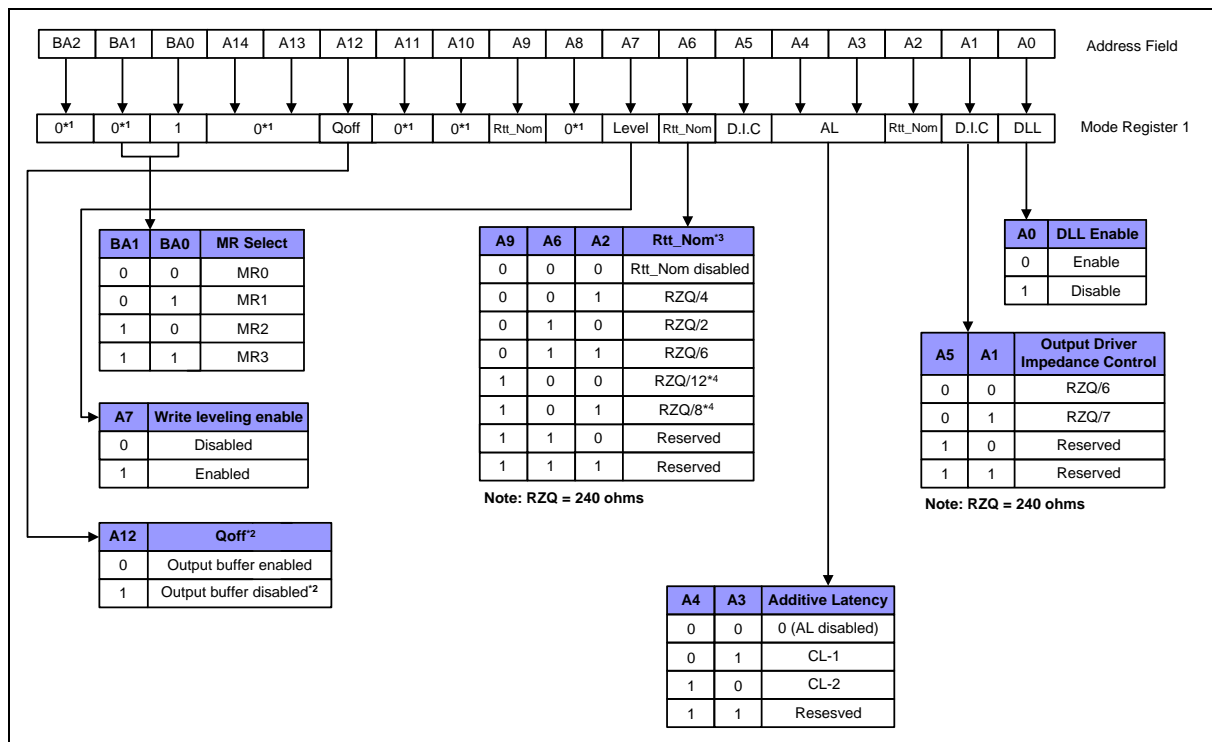 BA2 BA1 BA0 A14 A13 A12 A11 A10 A9 A8 A7 A6 A5 A4 A3 A2 A1 A0 Address Field
0*1 0*1 1 0*1 Qoff 0*1 0*1 Rtt_Nom 0*1 Level Rtt_Nom D.I.C AL Rtt_Nom D.I.C DLL Mode Register 1
BA1 BA0 MR Select
0 0 MR0
0 1 MR1
1 0 MR2
1 1 MR3
A7 Write leveling enable
0 Disabled
1 Enabled
A12 Qoff*2
0 Output buffer enabled
1 Output buffer disabled*2
A9 A6 A2 Rtt_Nom*3
0 0 0 Rtt_Nom disabled
0 0 1 RZQ/4
0 1 0 RZQ/2
0 1 1 RZQ/6
1 0 0 RZQ/12*4
1 0 1 RZQ/8*4
1 1 0 Reserved
1 1 1 Reserved
Note: RZQ = 240 ohms
A4 A3 Additive Latency
0 0 0 (AL disabled)
0 1 CL-1
1 0 CL-2
1 1 Resesved
A0 DLL Enable
0 Enable
1 Disable
A5 A1 Output Driver
Impedance Control
0 0 RZQ/6
0 1 RZQ/7
1 0 Reserved
1 1 Reserved
Note: RZQ = 240 ohms